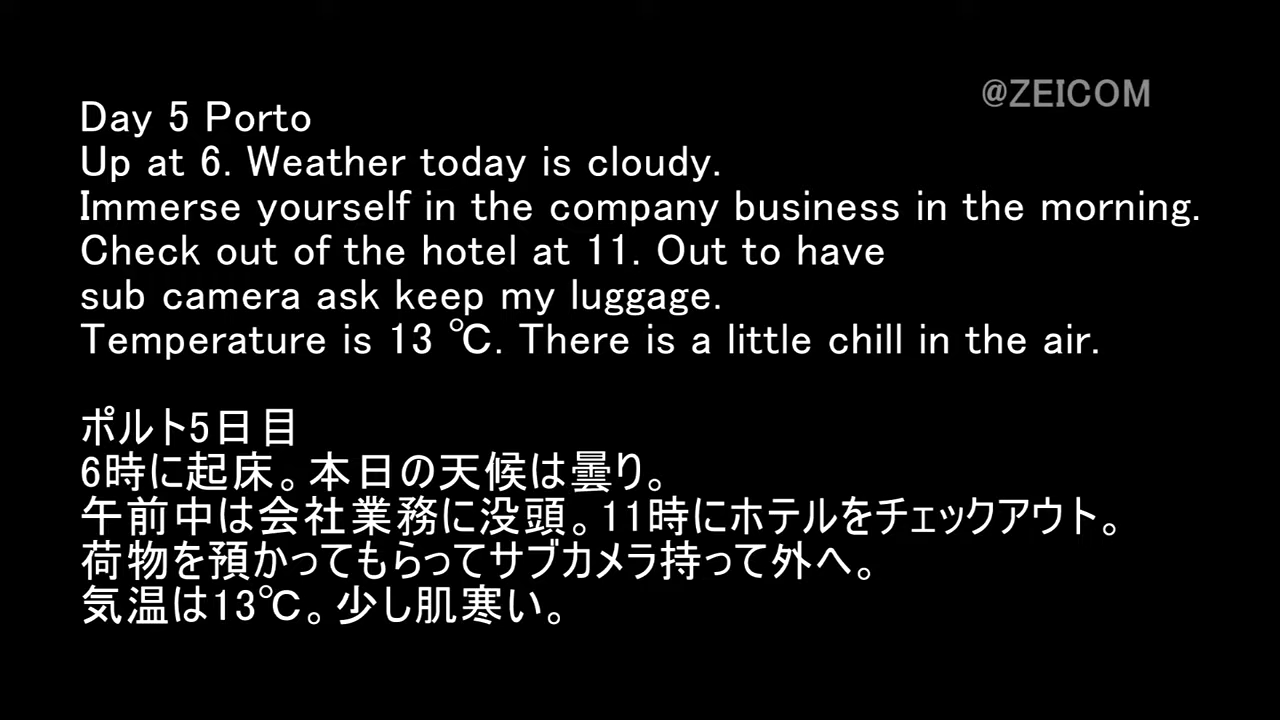 @ZEICOM
Day 5 Porto
Up at 6. Weather today is cloudy.
Immerse yourself in the company business in the morning.
Check out of the hotel at 11. Out to have
sub camera ask keep my luggage.
Temperature is 13 ℃. There is a little chill in the air.
ポルト5日目
6時に起床。本日の天候は曇り。
午前中は会社業務に没頭。11時にホテルをチェックアウト。
荷物を預かってもらってサブカメラ持って外へ。
気温は13℃。少し肌寒い。